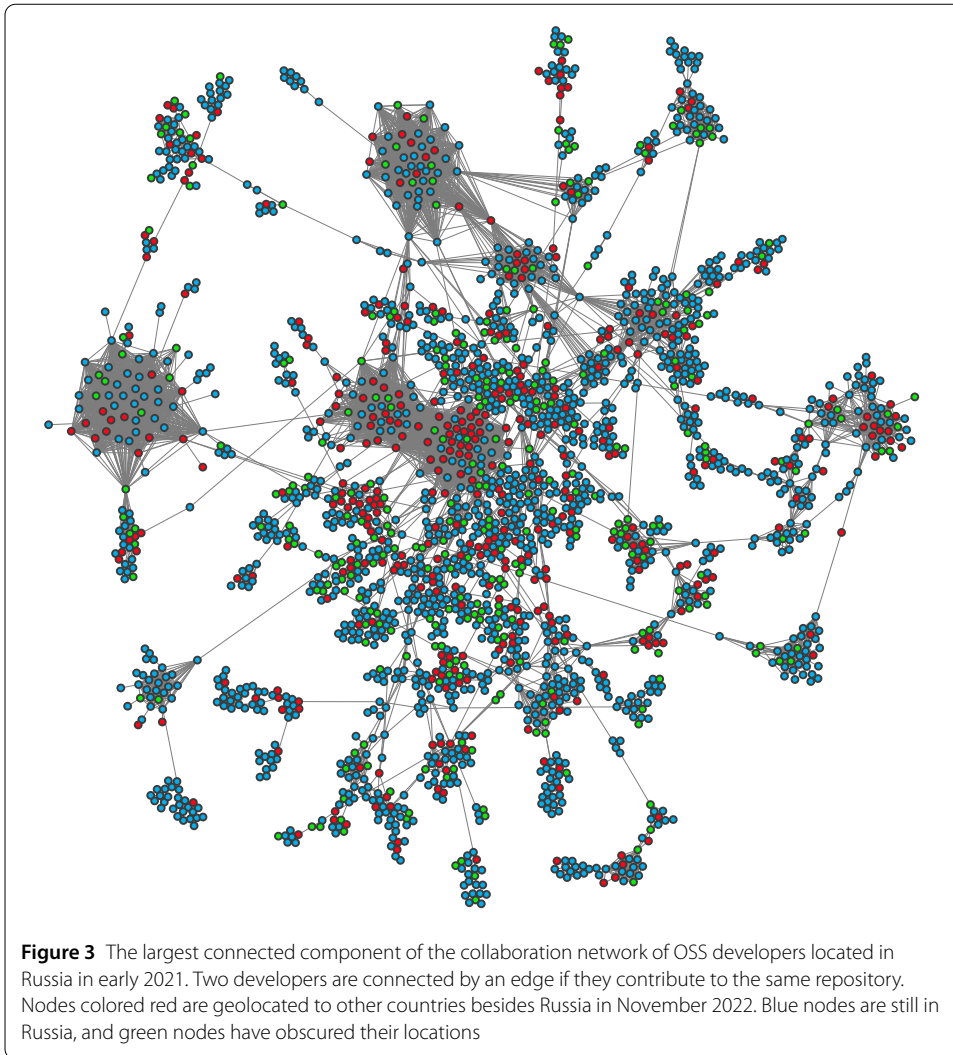 Figure 3 The largest connected component of the collaboration network of OSS developers located in
Russia in early 2021. Two developers are connected by an edge if they contribute to the same repository.
Nodes colored red are geolocated to other countries besides Russia in November 2022. Blue nodes are still in
Russia, and green nodes have obscured their locations